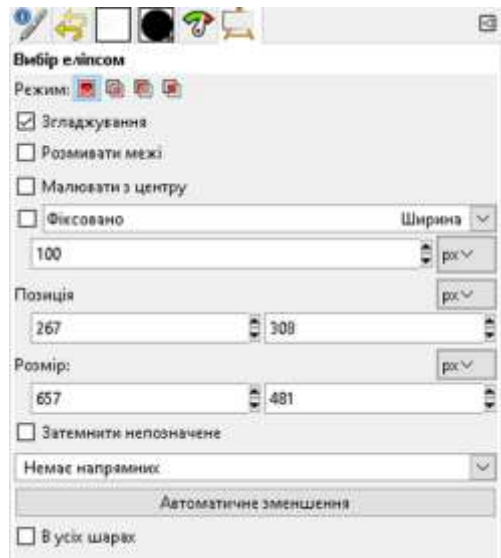 Вибір еліпсом
Режим:
Згладжування
Розмивати межі
Малювати з центру
Фіксовано Ширина
100 px
Позиція px
267 308
Розмір: px
657 481
Затемнити непозначене
Немає напрямних
Автоматичне зменшення
В усіх шарах